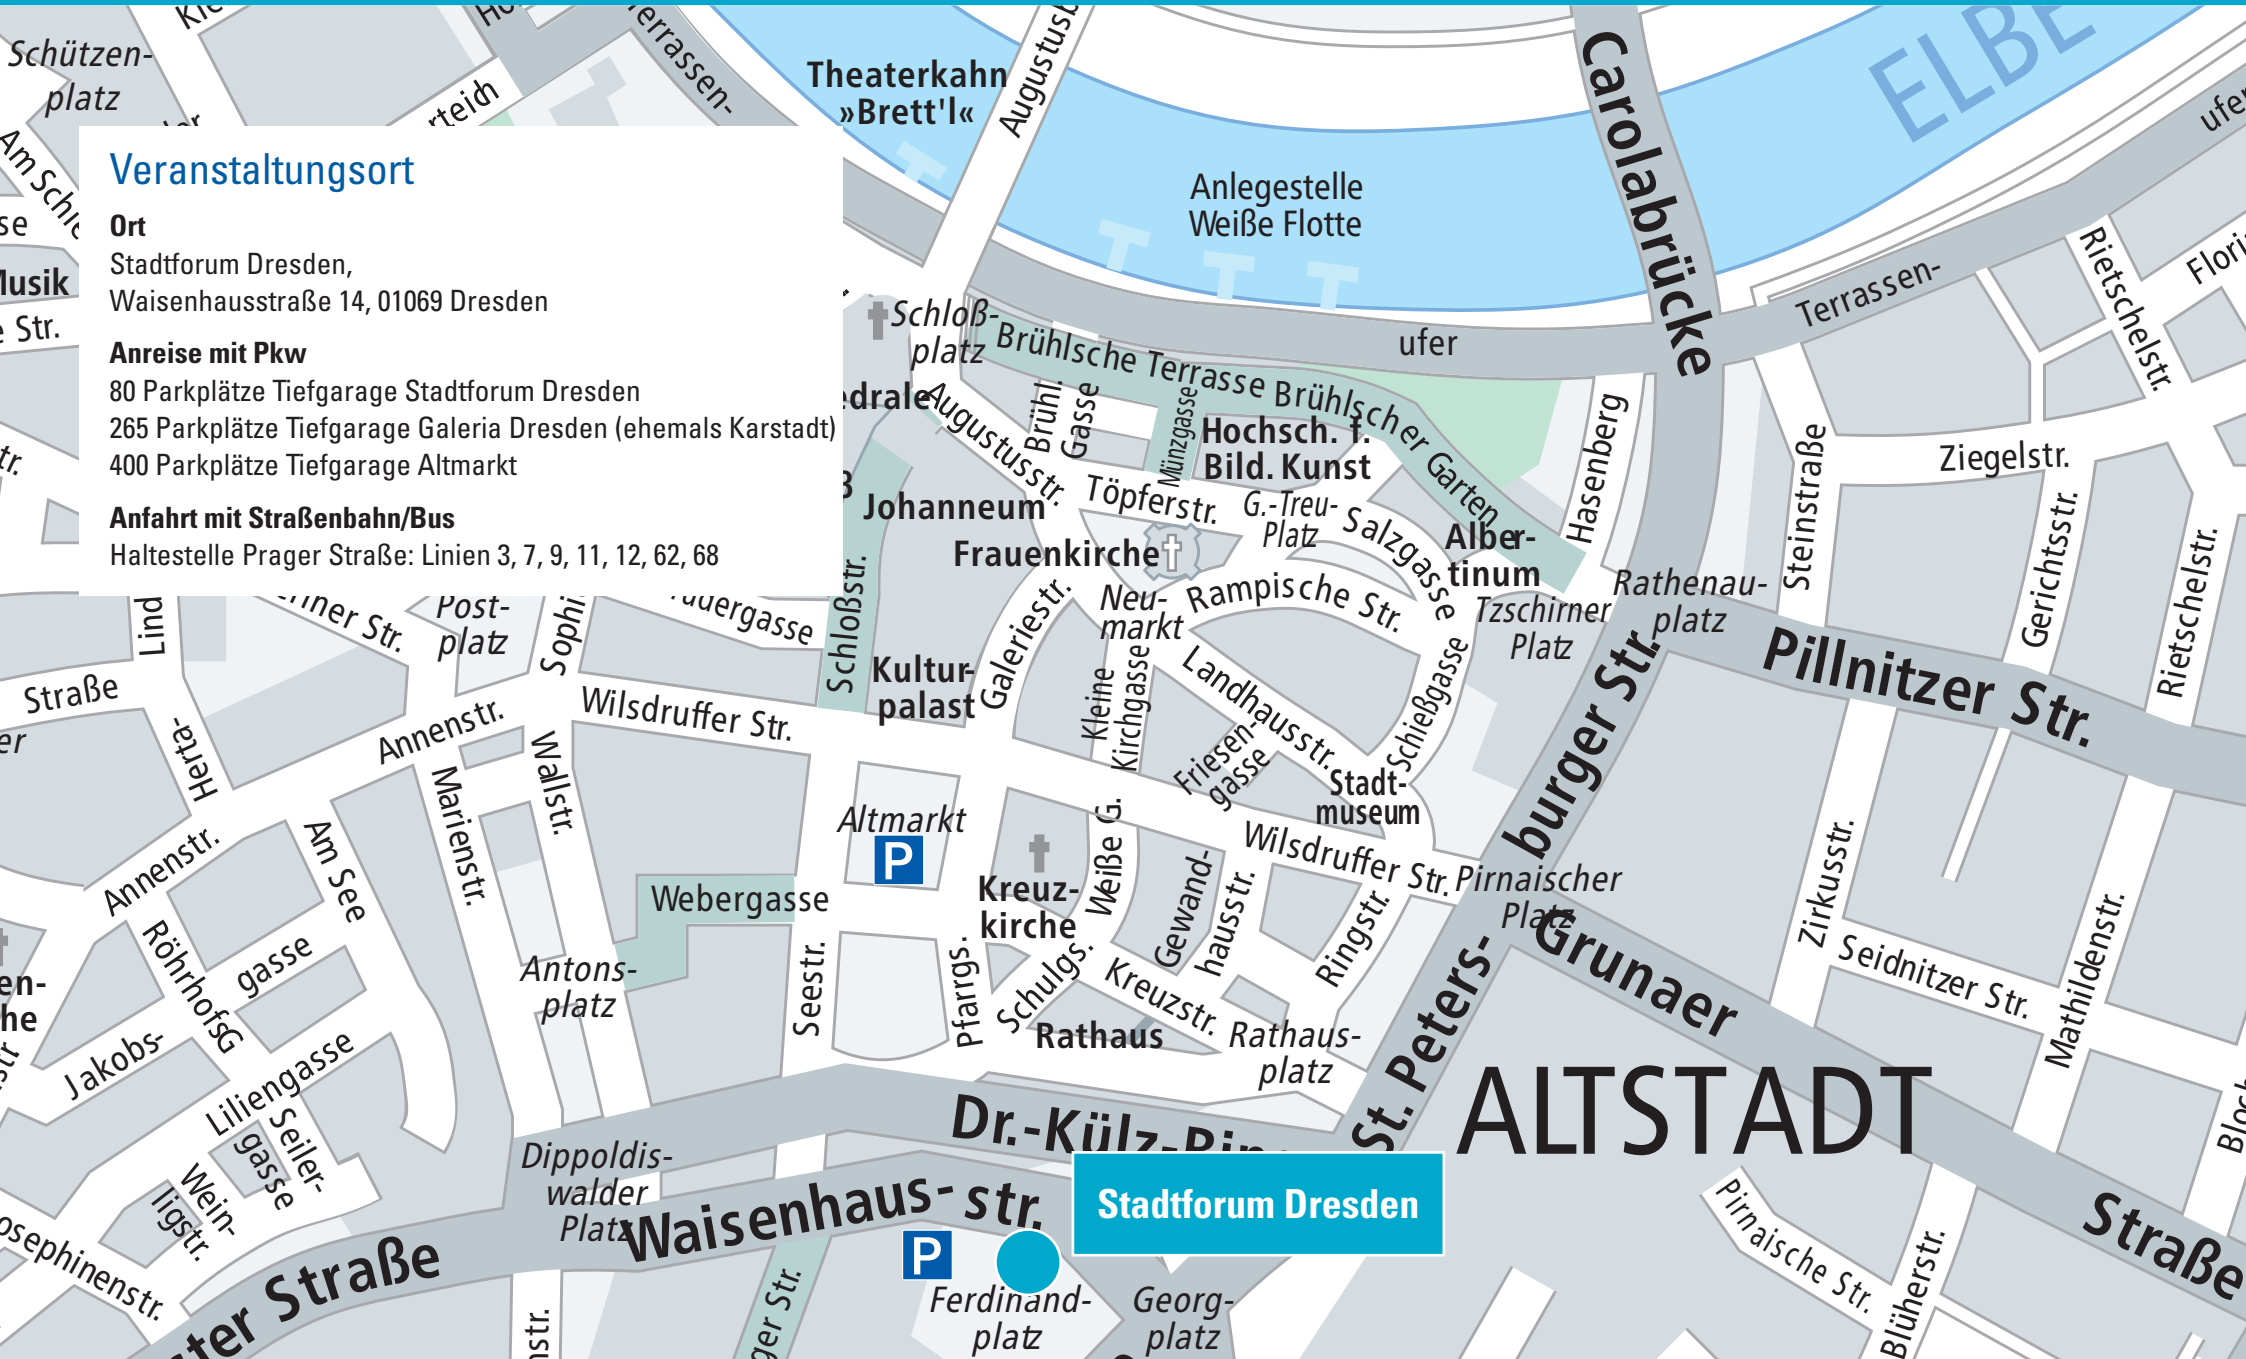 Schützen-
platz
Terrassen-
Theaterkahn
»Brett'l«
Carolabrücke
ELBE
ufer
Veranstaltungsort
Ort
Stadtforum Dresden,
Waisenhausstraße 14, 01069 Dresden
Anreise mit Pkw
80 Parkplätze Tiefgarage Stadtforum Dresden
265 Parkplätze Tiefgarage Galeria Dresden (ehemals Karstadt)
400 Parkplätze Tiefgarage Altmarkt
Anfahrt mit Straßenbahn/Bus
Haltestelle Prager Straße: Linien 3, 7, 9, 11, 12, 62, 68
Anlegestelle
Weiße Flotte
Terrassen-
Rietschelstr.
ufer
Schloß-
platz
Brühlsche Terrasse
Brühlscher Garten
Brühl.
Gasse
Münzgasse
Augustusstr.
Hochsch. f.
Bild. Kunst
Hasenberg
Steinstraße
Ziegelstr.
Gerichtsstr.
Rietschelstr.
Johanneum
Töpferstr.
G.-Treu-
Platz
Salzgasse
Alber-
tinum
Frauenkirche
Schloßstr.
Galeriestr.
Neu-
markt
Rampische Str.
Tzschirner
Platz
Rathenau-
platz
Post-
platz
Straße
Kultur-
palast
Kleine
Kirchgasse
Landhausstr.
Schießgasse
Pillnitzer Str.
Herta-
Annenstr.
Wilsdruffer Str.
Friesen-
gasse
Stadt-
museum
St. Peters-
burger Str.
Marienstr.
Wallstr.
Altmarkt
P
Annenstr.
Am See
Webergasse
Kreuz-
kirche
Weiße G.
Gewand-
hausstr.
Wilsdruffer Str.
Ringstr.
Pirnaischer
Platz
Grunaer
Straße
Zirkusstr.
Seidnitzer Str.
Mathildenstr.
RöhrhofsG
Jakobs-
gasse
Antons-
platz
Seestr.
Pfarrgs.
Schulgs.
Kreuzstr.
Rathaus
Rathaus-
platz
Liliengasse
Seiler-
gasse
Wein-
ligstr.
ALTSTADT
Dippoldis-
walder
Platz
Waisenhaus-str.
Stadtforum Dresden
P
Ferdinand-
platz
Georg-
platz
Pirnaische Str.
Blüherstr.